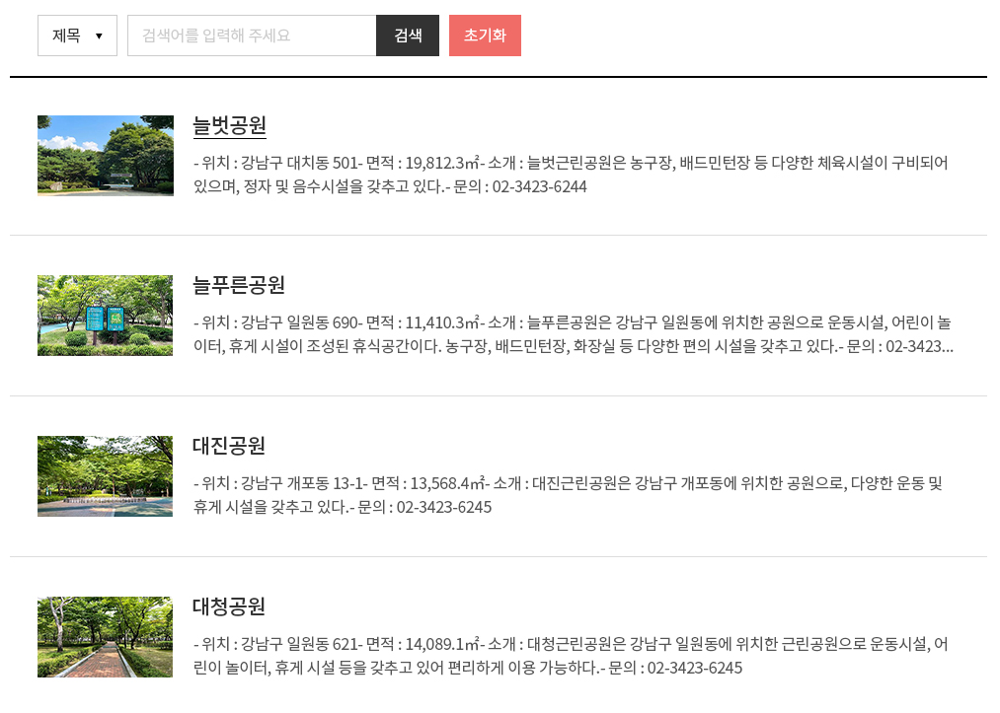 제목 ▼ 검색어를 입력해 주세요 검색 초기화
늘벗공원
- 위치 : 강남구 대치동 501- 면적 : 19,812.3㎡- 소개 : 늘벗근린공원은 농구장, 배드민턴장 등 다양한 체육시설이 구비되어
있으며, 정자 및 음수시설을 갖추고 있다.- 문의 : 02-3423-6244
늘푸른공원
- 위치 : 강남구 일원동 690- 면적 : 11,410.3㎡- 소개 : 늘푸른공원은 강남구 일원동에 위치한 공원으로 운동시설, 어린이 놀
이터, 휴게 시설이 조성된 휴식공간이다. 농구장, 배드민턴장, 화장실 등 다양한 편의 시설을 갖추고 있다.- 문의 : 02-3423...
대진공원
- 위치 : 강남구 개포동 13-1- 면적 : 13,568.4㎡- 소개 : 대진근린공원은 강남구 개포동에 위치한 공원으로, 다양한 운동 및
휴게 시설을 갖추고 있다.- 문의 : 02-3423-6245
대청공원
- 위치 : 강남구 일원동 621- 면적 : 14,089.1㎡- 소개 : 대청근린공원은 강남구 일원동에 위치한 근린공원으로 운동시설, 어
린이 놀이터, 휴게 시설 등을 갖추고 있어 편리하게 이용 가능하다.- 문의 : 02-3423-6245